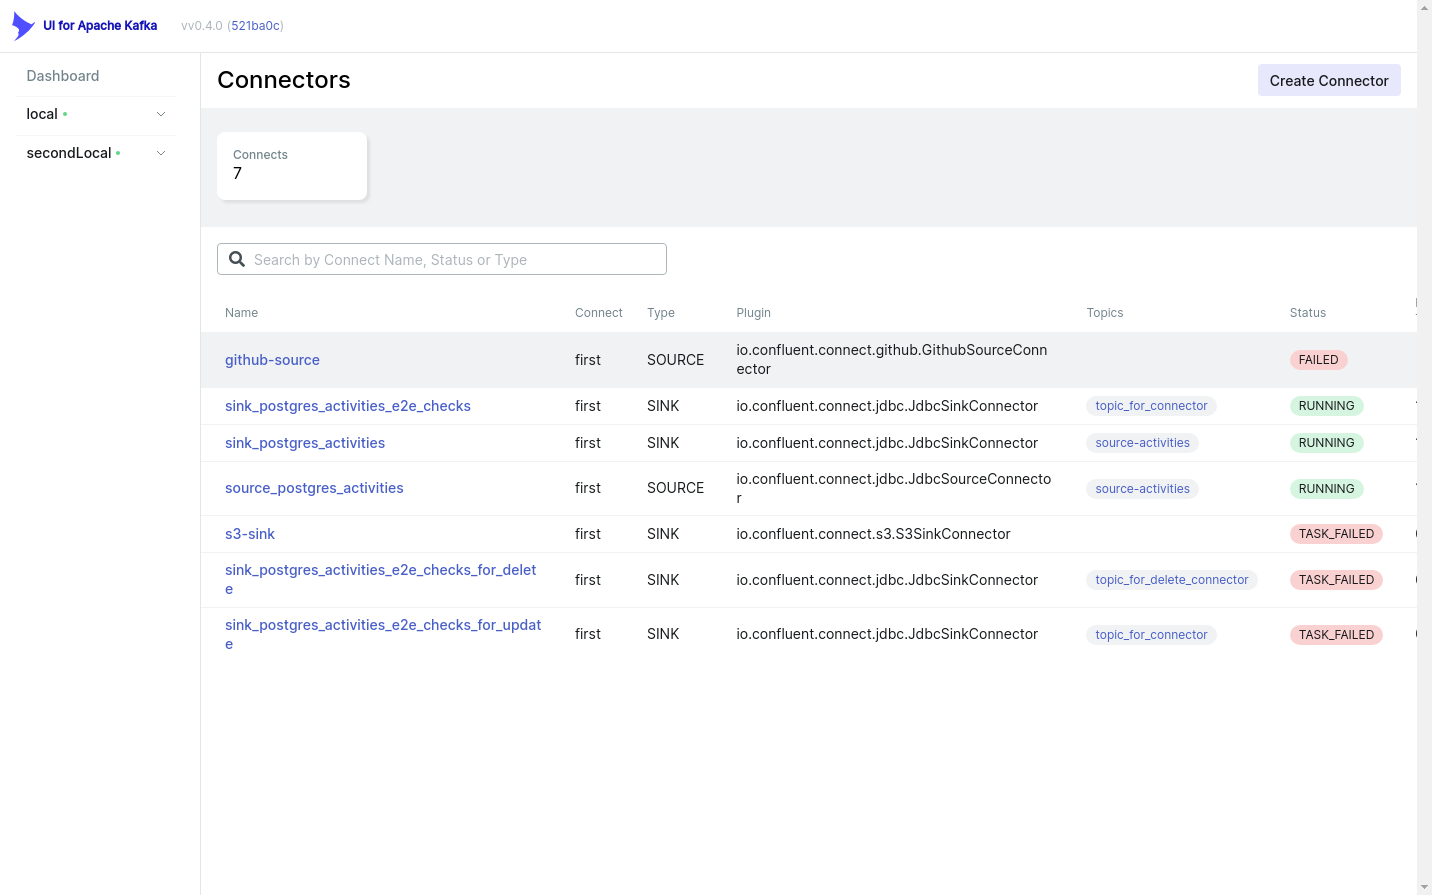 UI for Apache Kafka vv0.4.0 (521ba0c)
Dashboard
local
secondLocal
Connectors
Create Connector
Connects
7
Search by Connect Name, Status or Type
Name Connect Type Plugin Topics Status
github-source first SOURCE io.confluent.connect.github.GithubSourceConn
ector FAILED
sink_postgres_activities_e2e_checks first SINK io.confluent.connect.jdbc.JdbcSinkConnector topic_for_connector RUNNING
sink_postgres_activities first SINK io.confluent.connect.jdbc.JdbcSinkConnector source-activities RUNNING
source_postgres_activities first SOURCE io.confluent.connect.jdbc.JdbcSourceConnecto
r source-activities RUNNING
s3-sink first SINK io.confluent.connect.s3.S3SinkConnector TASK_FAILED
sink_postgres_activities_e2e_checks_for_delet
e first SINK io.confluent.connect.jdbc.JdbcSinkConnector topic_for_delete_connector TASK_FAILED
sink_postgres_activities_e2e_checks_for_updat
e first SINK io.confluent.connect.jdbc.JdbcSinkConnector topic_for_connector TASK_FAILED